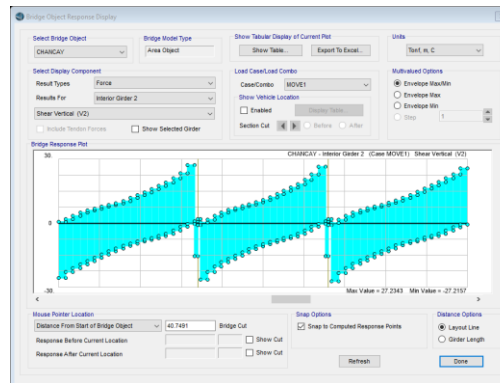 Bridge Object Response Display
Select Bridge Object
CHANCAY
Bridge Model Type
Area Object
Show Tabular Display of Current Plot
Show Table...
Export To Excel...
Units
Tonf, m, C
Select Display Component
Result Types
Force
Results For
Interior Girder 2
Shear Vertical (V2)
Include Tendon Forces
Show Selected Girder
Load Case/Load Combo
Case/Combo
MOVE1
Show Vehicle Location
Enabled
Display Table...
Section Cut
Before
After
Multivalued Options
Envelope Max/Min
Envelope Max
Envelope Min
Step
1
Bridge Response Plot
CHANCAY - Interior Girder 2 (Case MOVE1) Shear Vertical (V2)
30.
0
-30.
Max Value = 27.2343 Min Value = -27.2157
Mouse Pointer Location
Distance From Start of Bridge Object
40.7491
Bridge Cut
Response Before Current Location
Show Cut
Response After Current Location
Show Cut
Snap Options
Snap to Computed Response Points
Distance Options
Layout Line
Girder Length
Refresh
Done